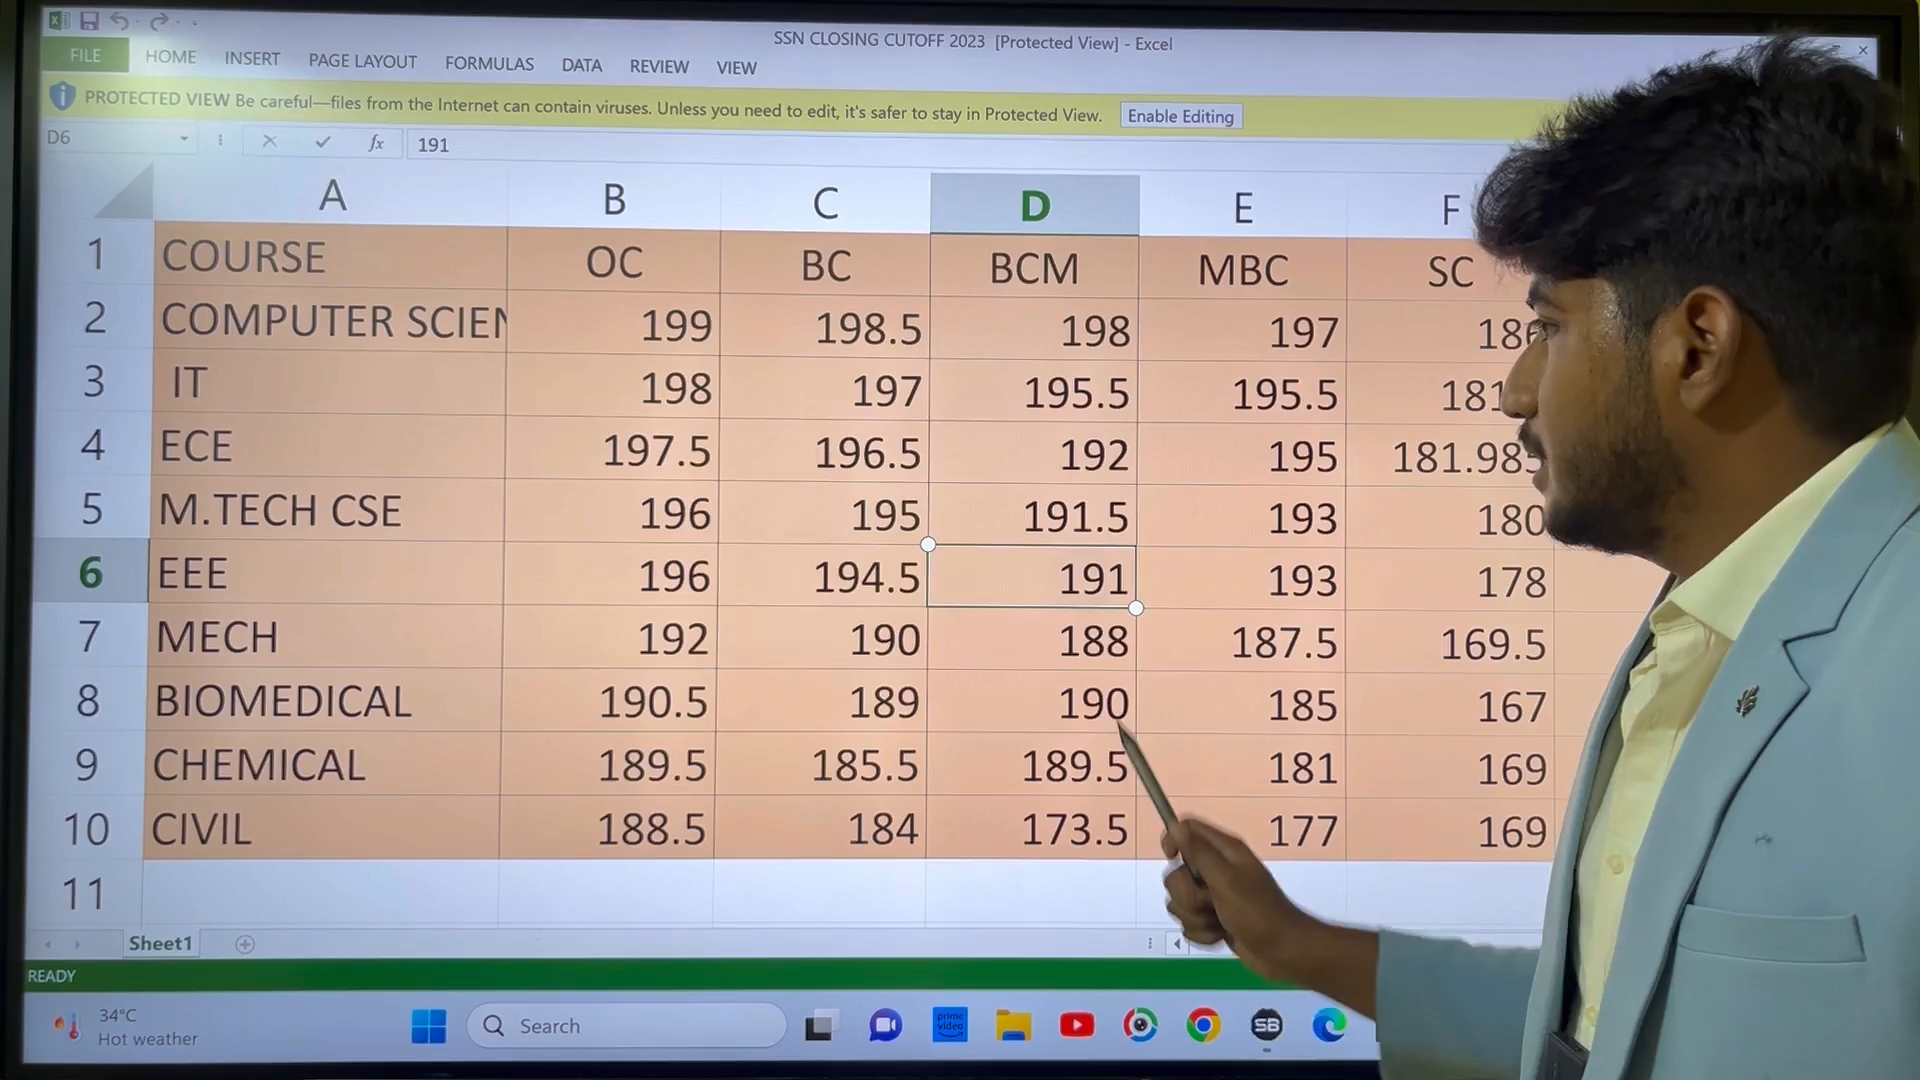 SSN CLOSING CUTOFF 2023 [Protected View] - Excel
FILE HOME INSERT PAGE LAYOUT FORMULAS DATA REVIEW VIEW
PROTECTED VIEW Be careful—files from the Internet can contain viruses. Unless you need to edit, it's safer to stay in Protected View. Enable Editing
D6 fx 191
A B C D E F
1 COURSE OC BC BCM MBC SC
2 COMPUTER SCIEN 199 198.5 198 197
3 IT 198 197 195.5 195.5
4 ECE 197.5 196.5 192 195
5 M.TECH CSE 196 195 191.5 193 180
6 EEE 196 194.5 191 193 178
7 MECH 192 190 188 187.5 169.5
8 BIOMEDICAL 190.5 189 190 185 167
9 CHEMICAL 189.5 185.5 189.5 181 169
10 CIVIL 188.5 184 173.5 177 169
11
Sheet1
READY
34°C
Hot weather
Search
prime video
SB